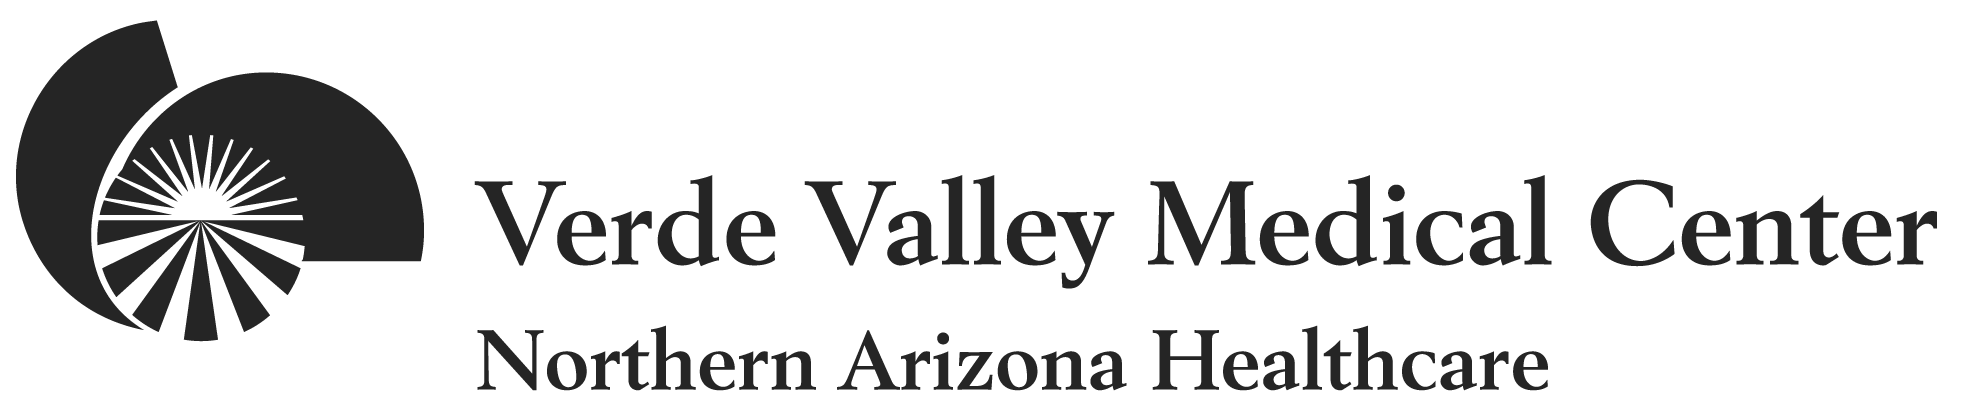 Verde Valley Medical Center
Northern Arizona Healthcare